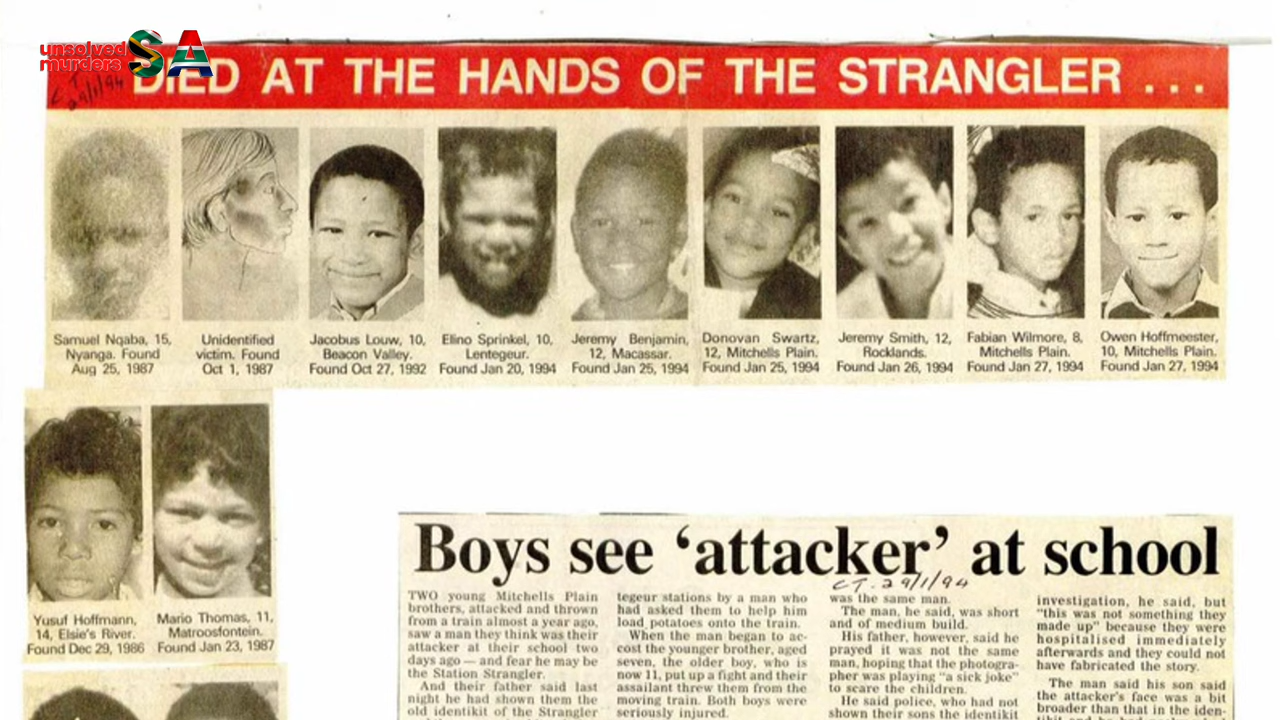 unsolved
murders SA
DIED AT THE HANDS OF THE STRANGLER . . .
29/1/94
Samuel Nqaba, 15,
Nyanga. Found
Aug 25, 1987
Unidentified
victim. Found
Oct 1, 1987
Jacobus Louw, 10,
Beacon Valley.
Found Oct 27, 1992
Elino Sprinkel, 10,
Lentegeur.
Found Jan 20, 1994
Jeremy Benjamin,
12, Macassar.
Found Jan 25, 1994
Donovan Swartz,
12, Mitchells Plain.
Found Jan 25, 1994
Jeremy Smith, 12,
Rocklands.
Found Jan 26, 1994
Fabian Wilmore, 8,
Mitchells Plain.
Found Jan 27, 1994
Owen Hoffmeester,
10, Mitchells Plain.
Found Jan 27, 1994
Yusuf Hoffmann,
14, Elsie's River.
Found Dec 29, 1986
Mario Thomas, 11,
Matroosfontein.
Found Jan 23, 1987
Boys see ‘attacker’ at school
C.T. 29/1/94
TWO young Mitchells Plain
brothers, attacked and thrown
from a train almost a year ago,
saw a man they think was their
attacker at their school two
days ago — and fear he may be
the Station Strangler.
And their father said last
night he had shown them the
old identikit of the Strangler
tegeur stations by a man who
had asked them to help him
load potatoes onto the train.
When the man began to ac-
cost the younger brother, aged
seven, the older boy, who is
now 11, put up a fight and their
assailant threw them from the
moving train. Both boys were
seriously injured.
was the same man.
The man, he said, was short
and of medium build.
His father, however, said he
prayed it was not the same
man, hoping that the photogra-
pher was playing “a sick joke”
to scare the children.
He said police, who had not
shown their sons the identikit
investigation, he said, but
“this was not something they
made up” because they were
hospitalised immediately
afterwards and they could not
have fabricated the story.
The man said his son said
the attacker's face was a bit
broader than that in the iden-